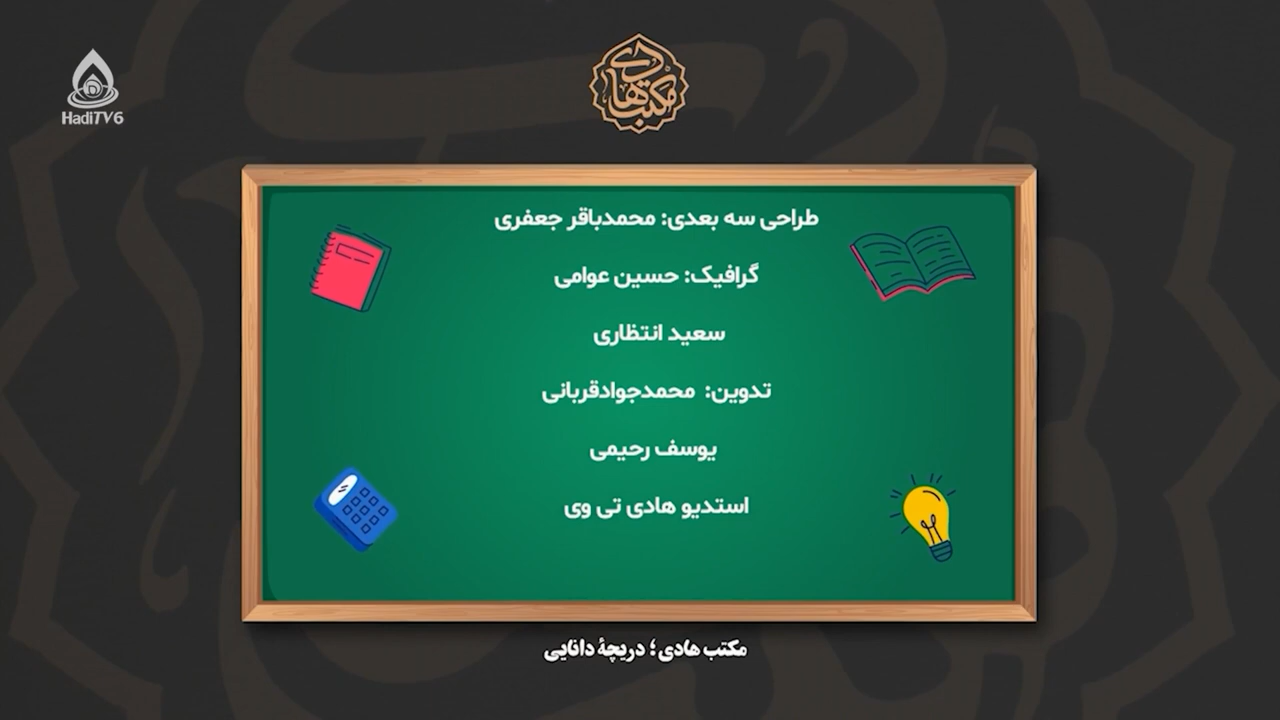 HadiTV6
مکتب هادی
طراحی سه بعدی: محمدباقر جعفری
گرافیک: حسین عوامی
سعید انتظاری
تدوین: محمدجوادقربانی
یوسف رحیمی
استدیو هادی تی وی
مکتب هادی؛ دریچهٔ دانایی